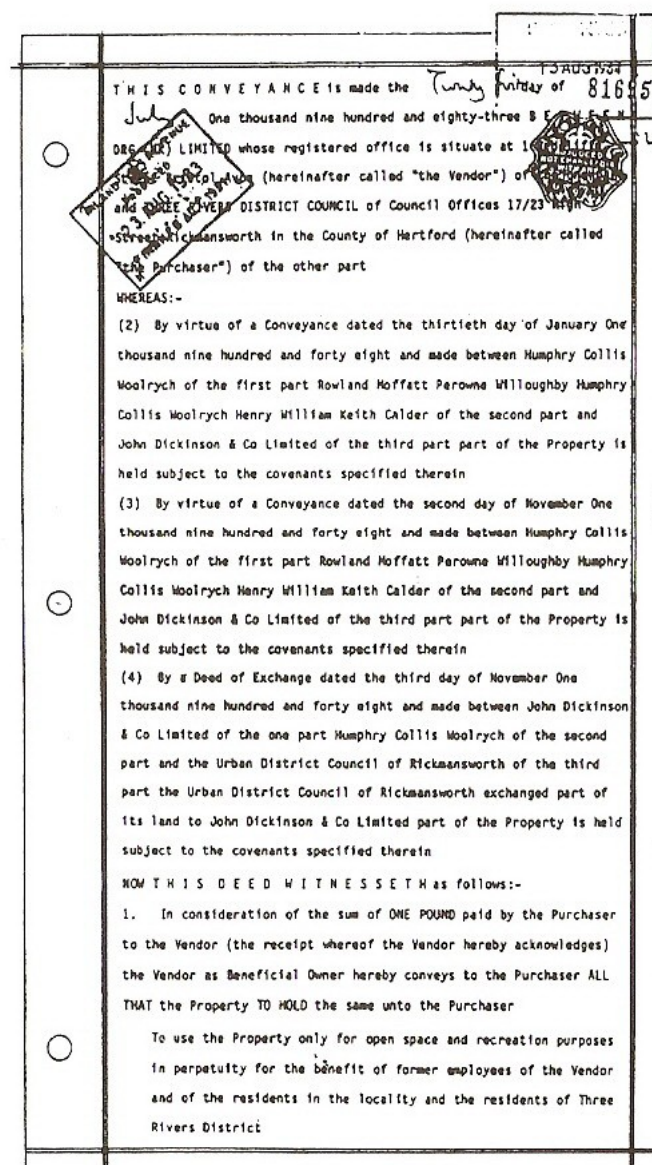 13 AUG 1984
THIS CONVEYANCE is made the Twenty first day of 81695
July One thousand nine hundred and eighty-three BETWEEN
DRG (UK) LIMITED whose registered office is situate at 1
(hereinafter called "the Vendor") of
and THREE RIVERS DISTRICT COUNCIL of Council Offices 17/23 High
Street Rickmansworth in the County of Hertford (hereinafter called
"the Purchaser") of the other part
INLAND REVENUE
PRODUCED
23. AUG 1983
FINANCE ACT 1931
WHEREAS:-
(2) By virtue of a Conveyance dated the thirtieth day of January One
thousand nine hundred and forty eight and made between Humphry Collis
Woolrych of the first part Rowland Moffatt Perowne Willoughby Humphry
Collis Woolrych Henry William Keith Calder of the second part and
John Dickinson & Co Limited of the third part part of the Property is
held subject to the covenants specified therein
(3) By virtue of a Conveyance dated the second day of November One
thousand nine hundred and forty eight and made between Humphry Collis
Woolrych of the first part Rowland Moffatt Perowne Willoughby Humphry
Collis Woolrych Henry William Keith Calder of the second part and
John Dickinson & Co Limited of the third part part of the Property is
held subject to the covenants specified therein
(4) By a Deed of Exchange dated the third day of November One
thousand nine hundred and forty eight and made between John Dickinson
& Co Limited of the one part Humphry Collis Woolrych of the second
part and the Urban District Council of Rickmansworth of the third
part the Urban District Council of Rickmansworth exchanged part of
its land to John Dickinson & Co Limited part of the Property is held
subject to the covenants specified therein
NOW THIS DEED WITNESSETH as follows:-
1. In consideration of the sum of ONE POUND paid by the Purchaser
to the Vendor (the receipt whereof the Vendor hereby acknowledges)
the Vendor as Beneficial Owner hereby conveys to the Purchaser ALL
THAT the Property TO HOLD the same unto the Purchaser
To use the Property only for open space and recreation purposes
in perpetuity for the benefit of former employees of the Vendor
and of the residents in the locality and the residents of Three
Rivers District